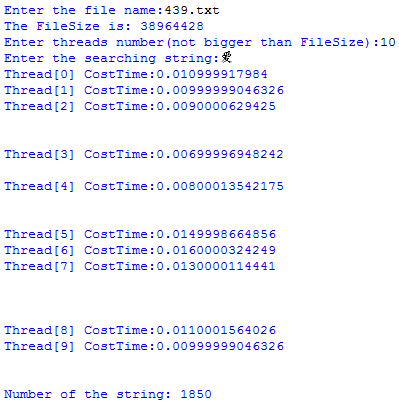 Enter the file name:439.txt
The FileSize is: 38964428
Enter threads number(not bigger than FileSize):10
Enter the searching string:愛
Thread[0] CostTime:0.010999917984
Thread[1] CostTime:0.00999999046326
Thread[2] CostTime:0.0090000629425
Thread[3] CostTime:0.00699996948242
Thread[4] CostTime:0.00800013542175
Thread[5] CostTime:0.0149998664856
Thread[6] CostTime:0.0160000324249
Thread[7] CostTime:0.0130000114441
Thread[8] CostTime:0.0110001564026
Thread[9] CostTime:0.00999999046326
Number of the string: 1850